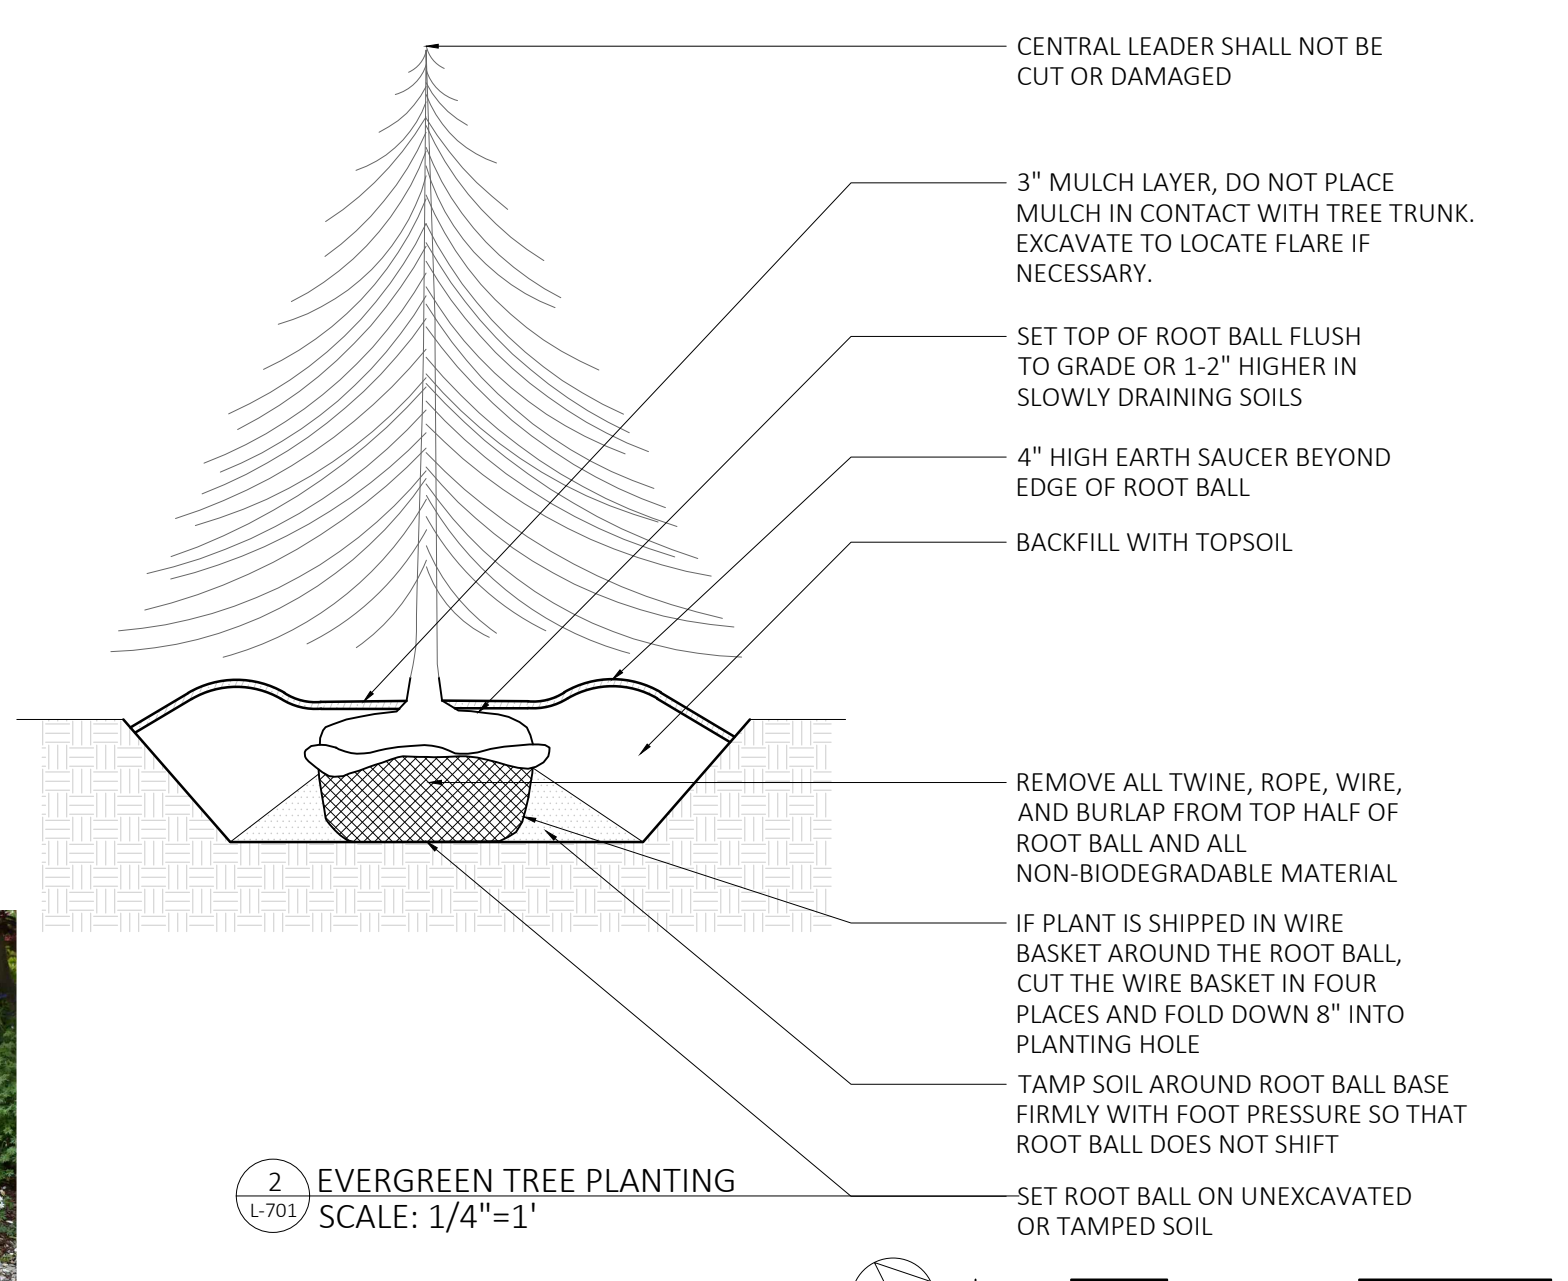 CENTRAL LEADER SHALL NOT BE
CUT OR DAMAGED
3" MULCH LAYER, DO NOT PLACE
MULCH IN CONTACT WITH TREE TRUNK.
EXCAVATE TO LOCATE FLARE IF
NECESSARY.
SET TOP OF ROOT BALL FLUSH
TO GRADE OR 1-2" HIGHER IN
SLOWLY DRAINING SOILS
4" HIGH EARTH SAUCER BEYOND
EDGE OF ROOT BALL
BACKFILL WITH TOPSOIL
REMOVE ALL TWINE, ROPE, WIRE,
AND BURLAP FROM TOP HALF OF
ROOT BALL AND ALL
NON-BIODEGRADABLE MATERIAL
IF PLANT IS SHIPPED IN WIRE
BASKET AROUND THE ROOT BALL,
CUT THE WIRE BASKET IN FOUR
PLACES AND FOLD DOWN 8" INTO
PLANTING HOLE
TAMP SOIL AROUND ROOT BALL BASE
FIRMLY WITH FOOT PRESSURE SO THAT
ROOT BALL DOES NOT SHIFT
SET ROOT BALL ON UNEXCAVATED
OR TAMPED SOIL
2
L-701
EVERGREEN TREE PLANTING
SCALE: 1/4"=1'